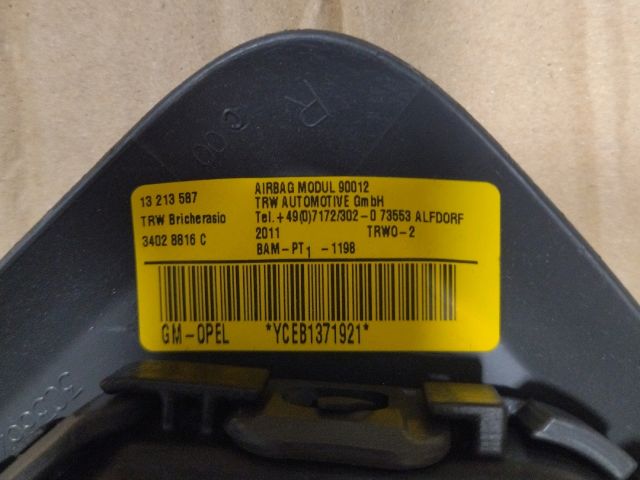 R
C 00
13 213 587
TRW Bricherasio
3402 8816 C
AIRBAG MODUL 90012
TRW AUTOMOTIVE GmbH
Tel.+49(0)7172/302-0 73553 ALFDORF
2011 TRWO-2
BAM-PT1 -1198
GM-OPEL *YCEB1371921*